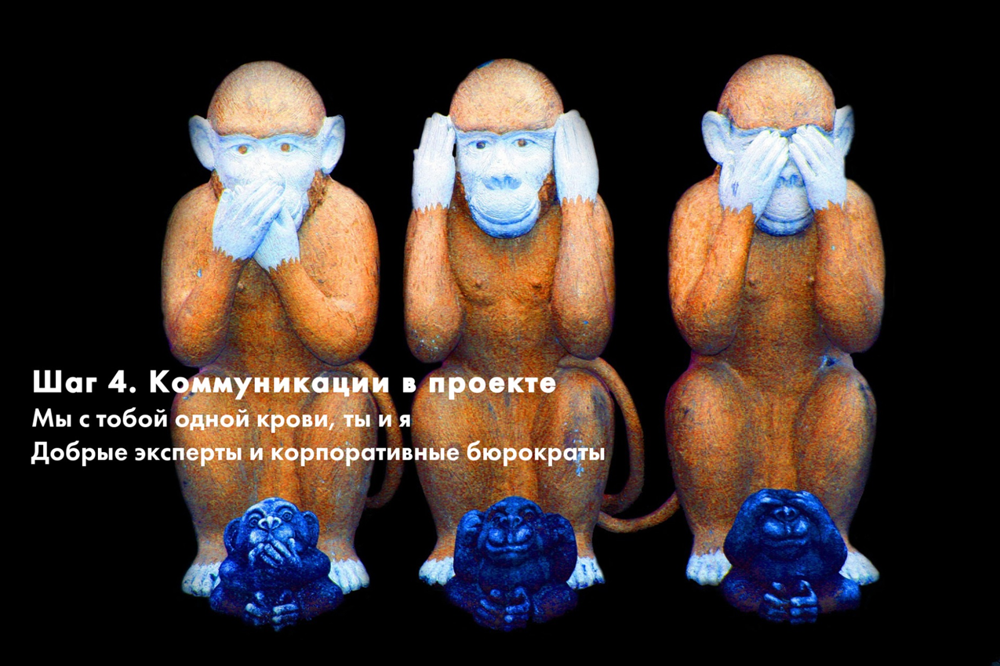 Шаг 4. Коммуникации в проекте
Мы с тобой одной крови, ты и я
Добрые эксперты и корпоративные бюрократы